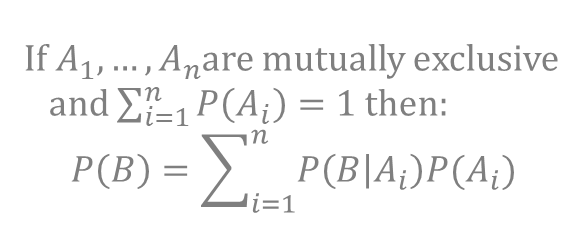 If A₁, ... , Aₙare mutually exclusive
and ∑ⁿᵢ₌₁ P(Aᵢ) = 1 then:
P(B) = ∑ⁿᵢ₌₁ P(B|Aᵢ)P(Aᵢ)